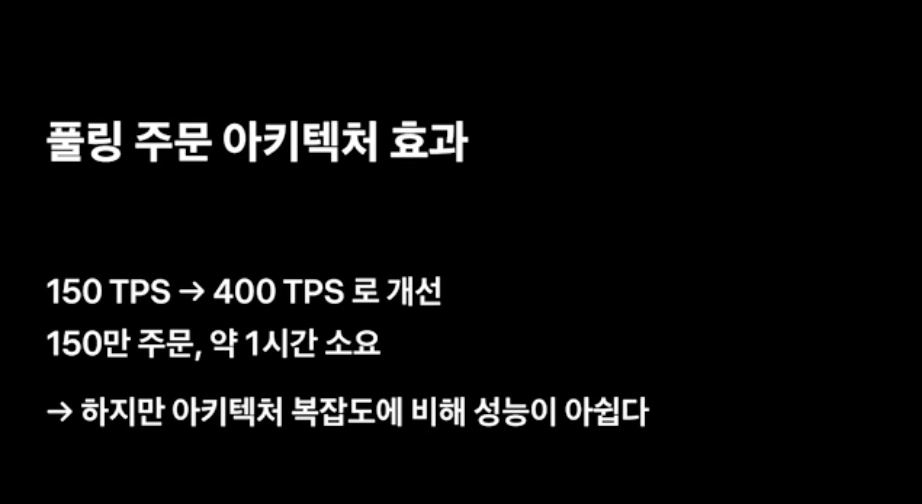 풀링 주문 아키텍처 효과
150 TPS → 400 TPS 로 개선
150만 주문, 약 1시간 소요
→ 하지만 아키텍처 복잡도에 비해 성능이 아쉽다